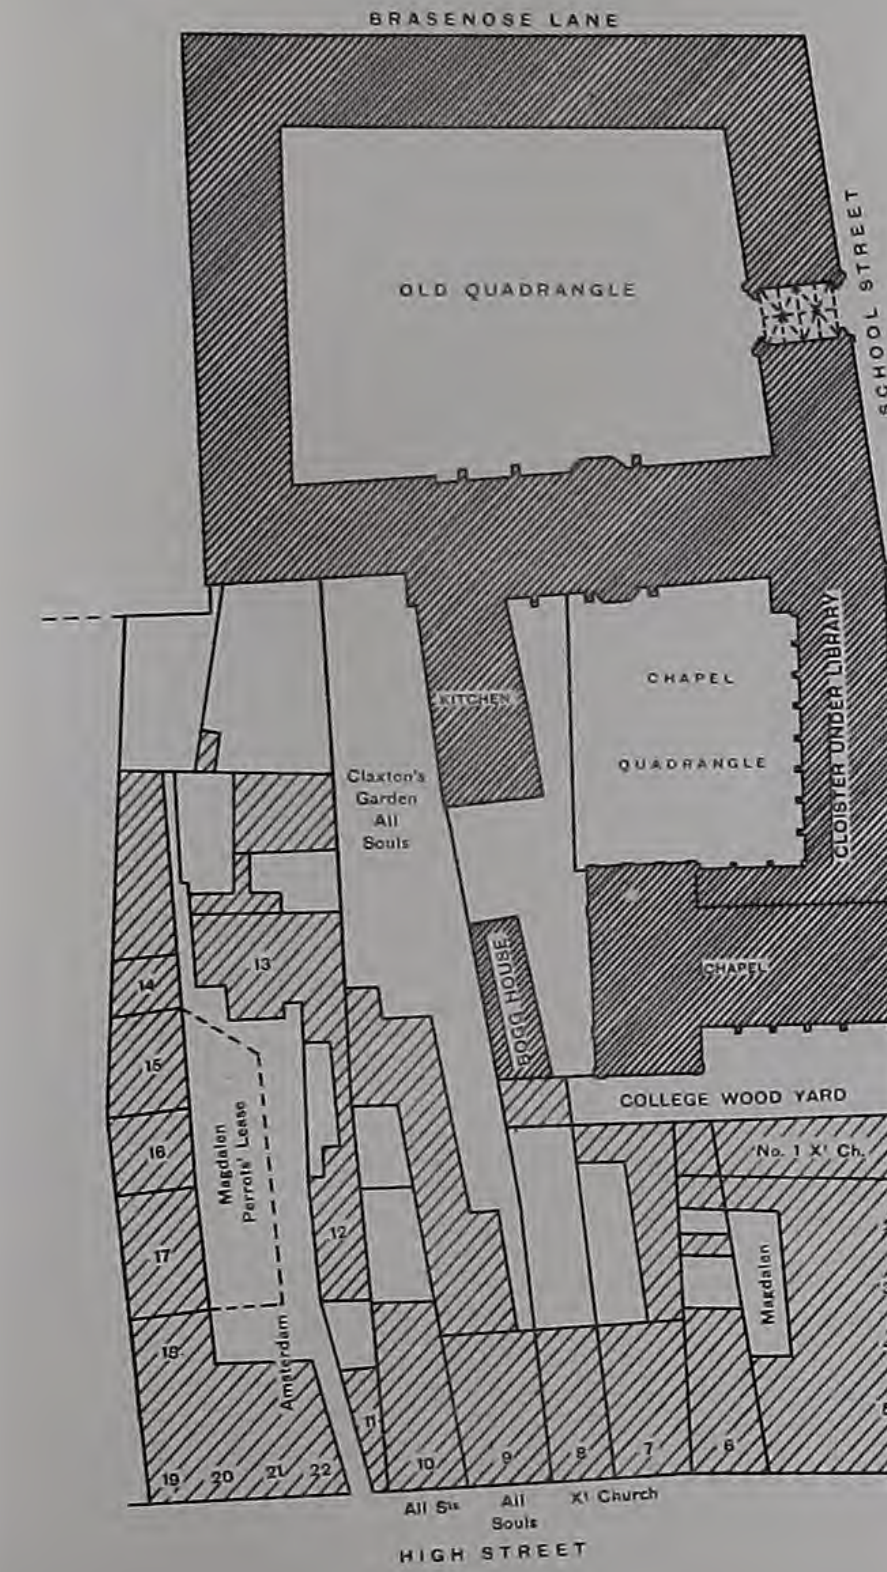 BRASENOSE LANE
SCHOOL STREET
OLD QUADRANGLE
CHAPEL
QUADRANGLE
CLOISTER UNDER LIBRARY
KITCHEN
Claxton's
Garden
All
Souls
BOGG HOUSE
CHAPEL
COLLEGE WOOD YARD
No. 1 Xᵗ Ch.
13
14
15
16
17
18
Magdalen
Perrots' Lease
12
Magdalen
Amsterdam
11
19
20
21
22
10
9
8
7
6
All Sᵗˢ
All
Souls
Xᵗ Church
HIGH STREET